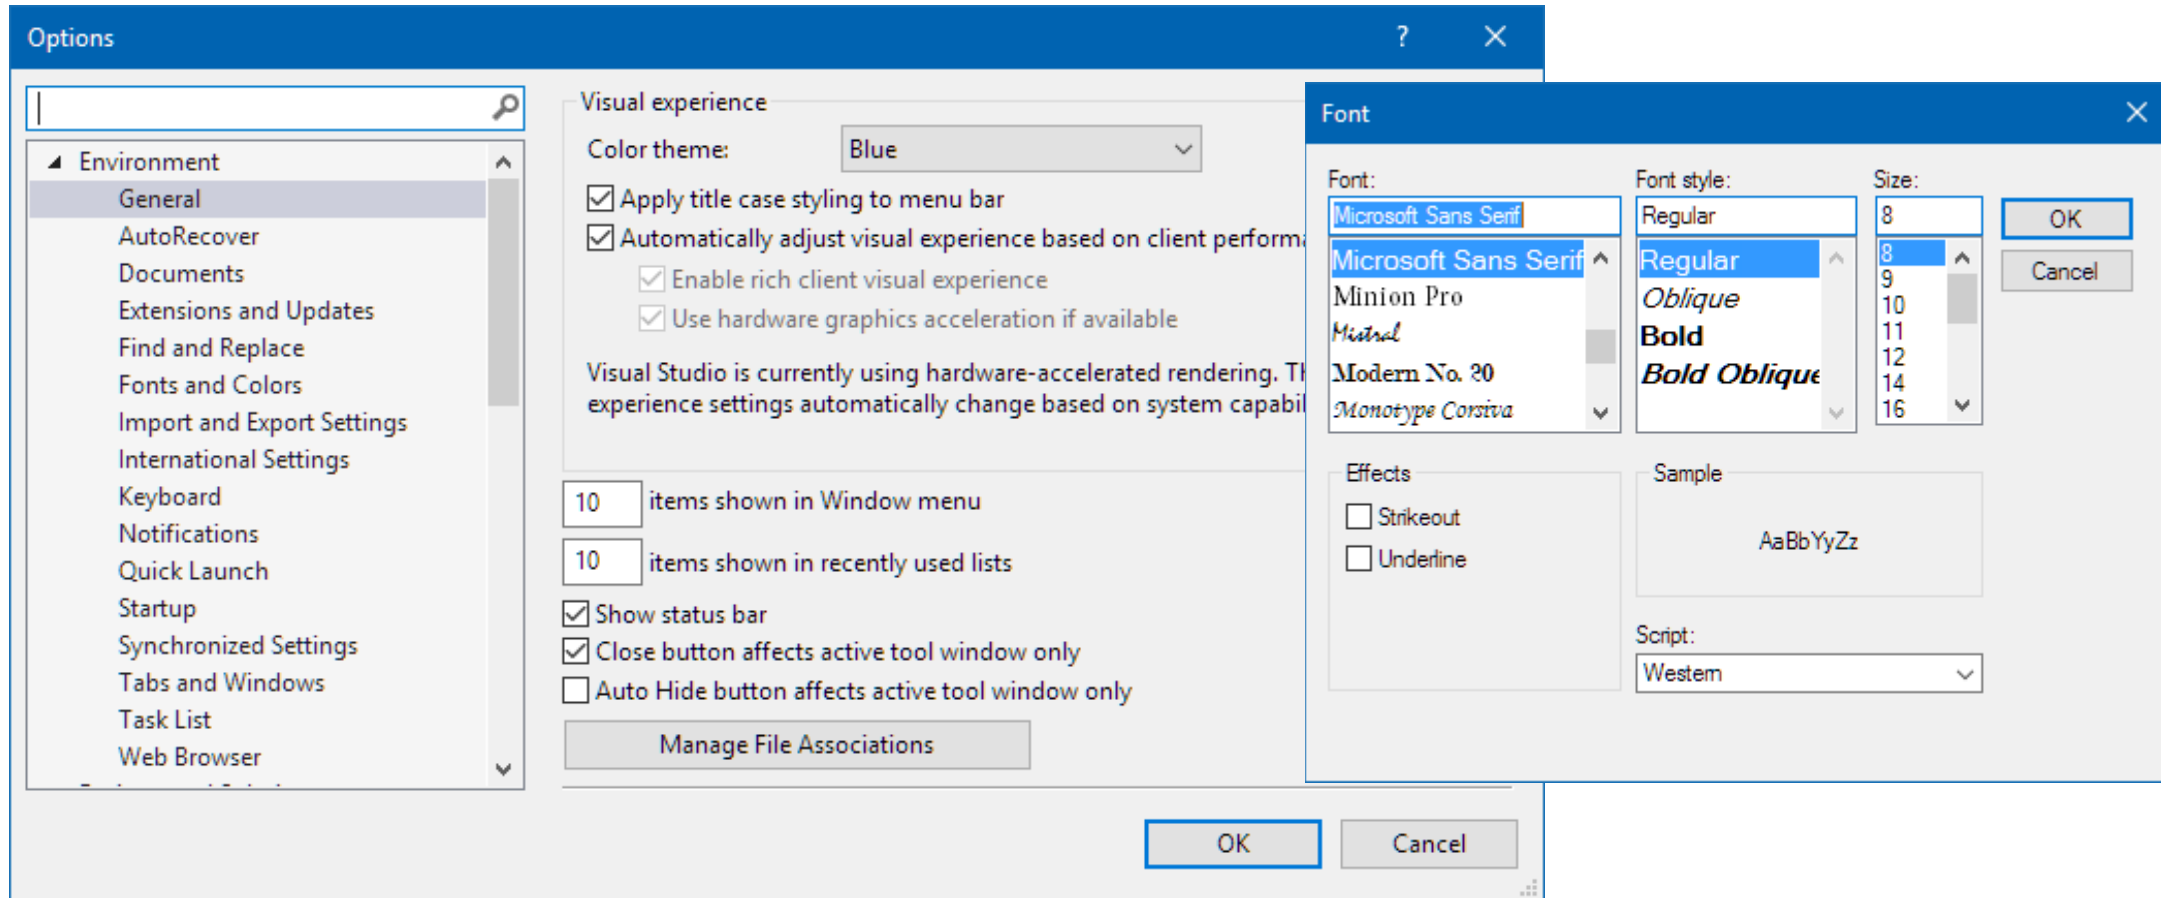 Options
?
Environment
General
AutoRecover
Documents
Extensions and Updates
Find and Replace
Fonts and Colors
Import and Export Settings
International Settings
Keyboard
Notifications
Quick Launch
Startup
Synchronized Settings
Tabs and Windows
Task List
Web Browser
Visual experience
Color theme:
Blue
Apply title case styling to menu bar
Automatically adjust visual experience based on client
Enable rich client visual experience
Use hardware graphics acceleration if available
Visual Studio is currently using hardware-accelerated rendering.
experience settings automatically change based on system
10 items shown in Window menu
10 items shown in recently used lists
Show status bar
Close button affects active tool window only
Auto Hide button affects active tool window only
Manage File Associations
OK
Cancel
Font
Font:
Microsoft Sans Serif
Microsoft Sans Serif
Minion Pro
Mistral
Modern No. 20
Monotype Corsiva
Font style:
Regular
Regular
Oblique
Bold
Bold Oblique
Size:
8
8
9
10
11
12
14
16
OK
Cancel
Effects
Strikeout
Underline
Sample
AaBbYyZz
Script:
Western